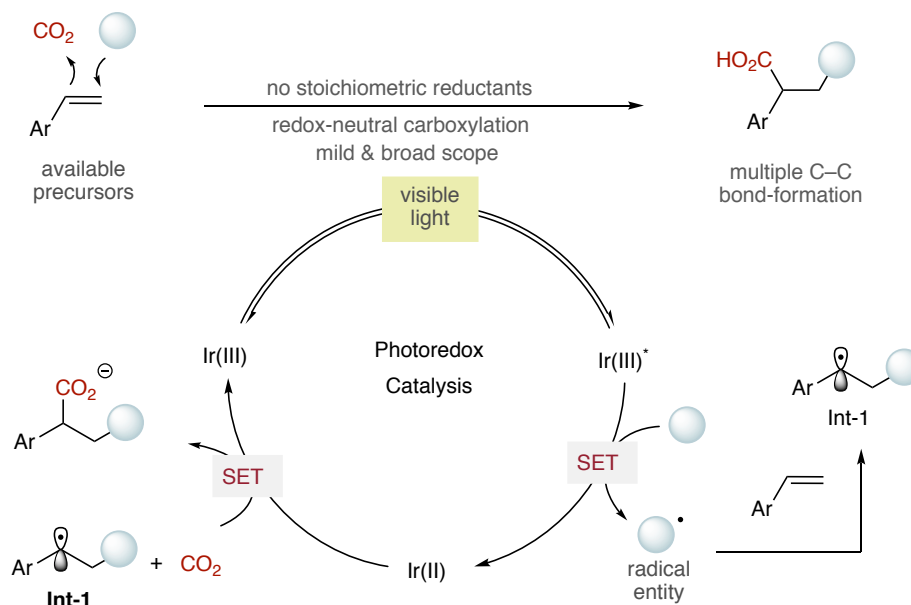 CO2
Ar
available
precursors
no stoichiometric reductants
redox-neutral carboxylation
mild & broad scope
HO2C
Ar
multiple C–C
bond-formation
visible
light
Ir(III)
Photoredox
Catalysis
Ir(III)*
Ar
Int-1
CO2⊖
Ar
SET
SET
Ar
Ar
+ CO2
Int-1
Ir(II)
radical
entity